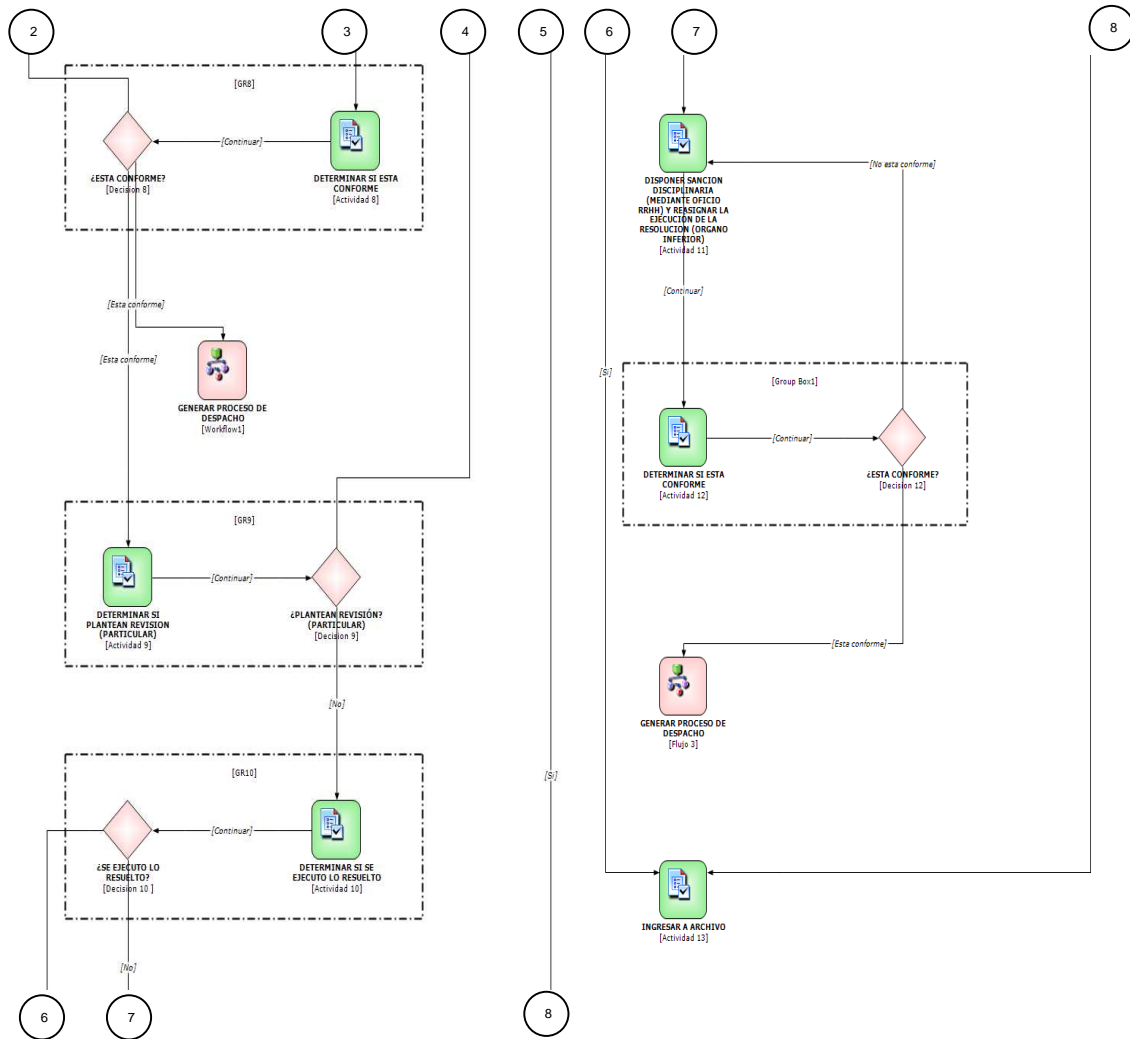 2
3
4
5
6
7
8
[GR8]
[Continuar]
¿ESTA CONFORME?
[Decision 8]
DETERMINAR SI ESTA
CONFORME
[Actividad 8]
[Esta conforme]
[Esta conforme]
GENERAR PROCESO DE
DESPACHO
[Workflow1]
[GR9]
[Continuar]
DETERMINAR SI
PLANTEAN REVISION
(PARTICULAR)
[Actividad 9]
¿PLANTEAN REVISIÓN?
(PARTICULAR)
[Decision 9]
[No]
[GR10]
[Continuar]
¿SE EJECUTO LO
RESUELTO?
[Decision 10 ]
DETERMINAR SI SE
EJECUTO LO RESUELTO
[Actividad 10]
[No]
6
7
[Si]
8
[No esta conforme]
DISPONER SANCION
DISCIPLINARIA
(MEDIANTE OFICIO
RRHH) Y REASIGNAR LA
EJECUCIÓN DE LA
RESOLUCION (ORGANO
INFERIOR)
[Actividad 11]
[Continuar]
[Si]
[Group Box1]
[Continuar]
DETERMINAR SI ESTA
CONFORME
[Actividad 12]
¿ESTA CONFORME?
[Decision 12]
[Esta conforme]
GENERAR PROCESO DE
DESPACHO
[Flujo 3]
INGRESAR A ARCHIVO
[Actividad 13]